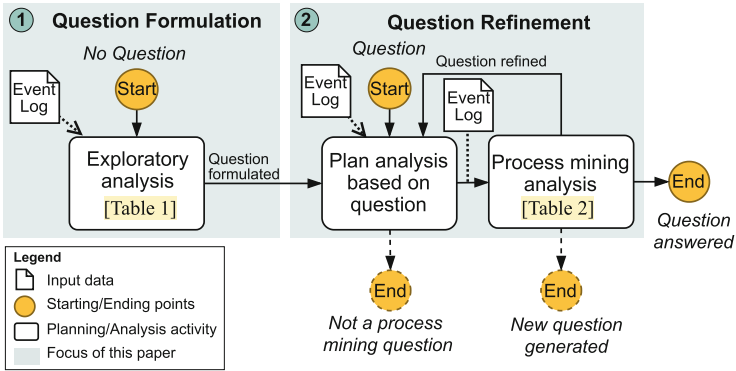 1 Question Formulation
No Question
Event
Log
Start
Exploratory
analysis
[Table 1]
Question
formulated
2 Question Refinement
Question
Question refined
Event
Log
Start
Event
Log
Plan analysis
based on
question
Process mining
analysis
[Table 2]
End
Question
answered
End
Not a process
mining question
End
New question
generated
Legend
Input data
Starting/Ending points
Planning/Analysis activity
Focus of this paper